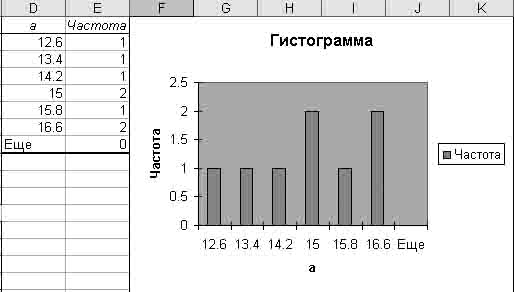 D E F G H I J K
a Частота
12.6 1
13.4 1
14.2 1
15 2
15.8 1
16.6 2
Еще 0
Гистограмма
2.5
2
1.5
1
0.5
0
Частота
12.6 13.4 14.2 15 15.8 16.6 Еще
a
Частота